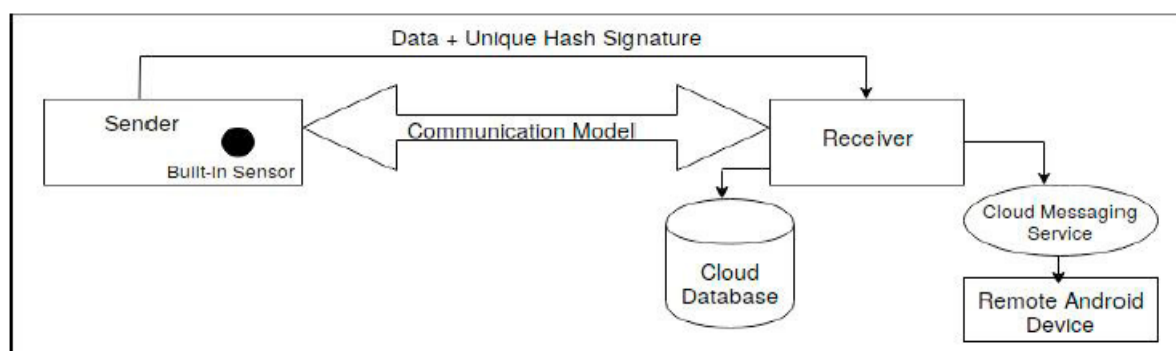 Data + Unique Hash Signature
Sender
Built-In Sensor
Communication Model
Receiver
Cloud Database
Cloud Messaging
Service
Remote Android
Device